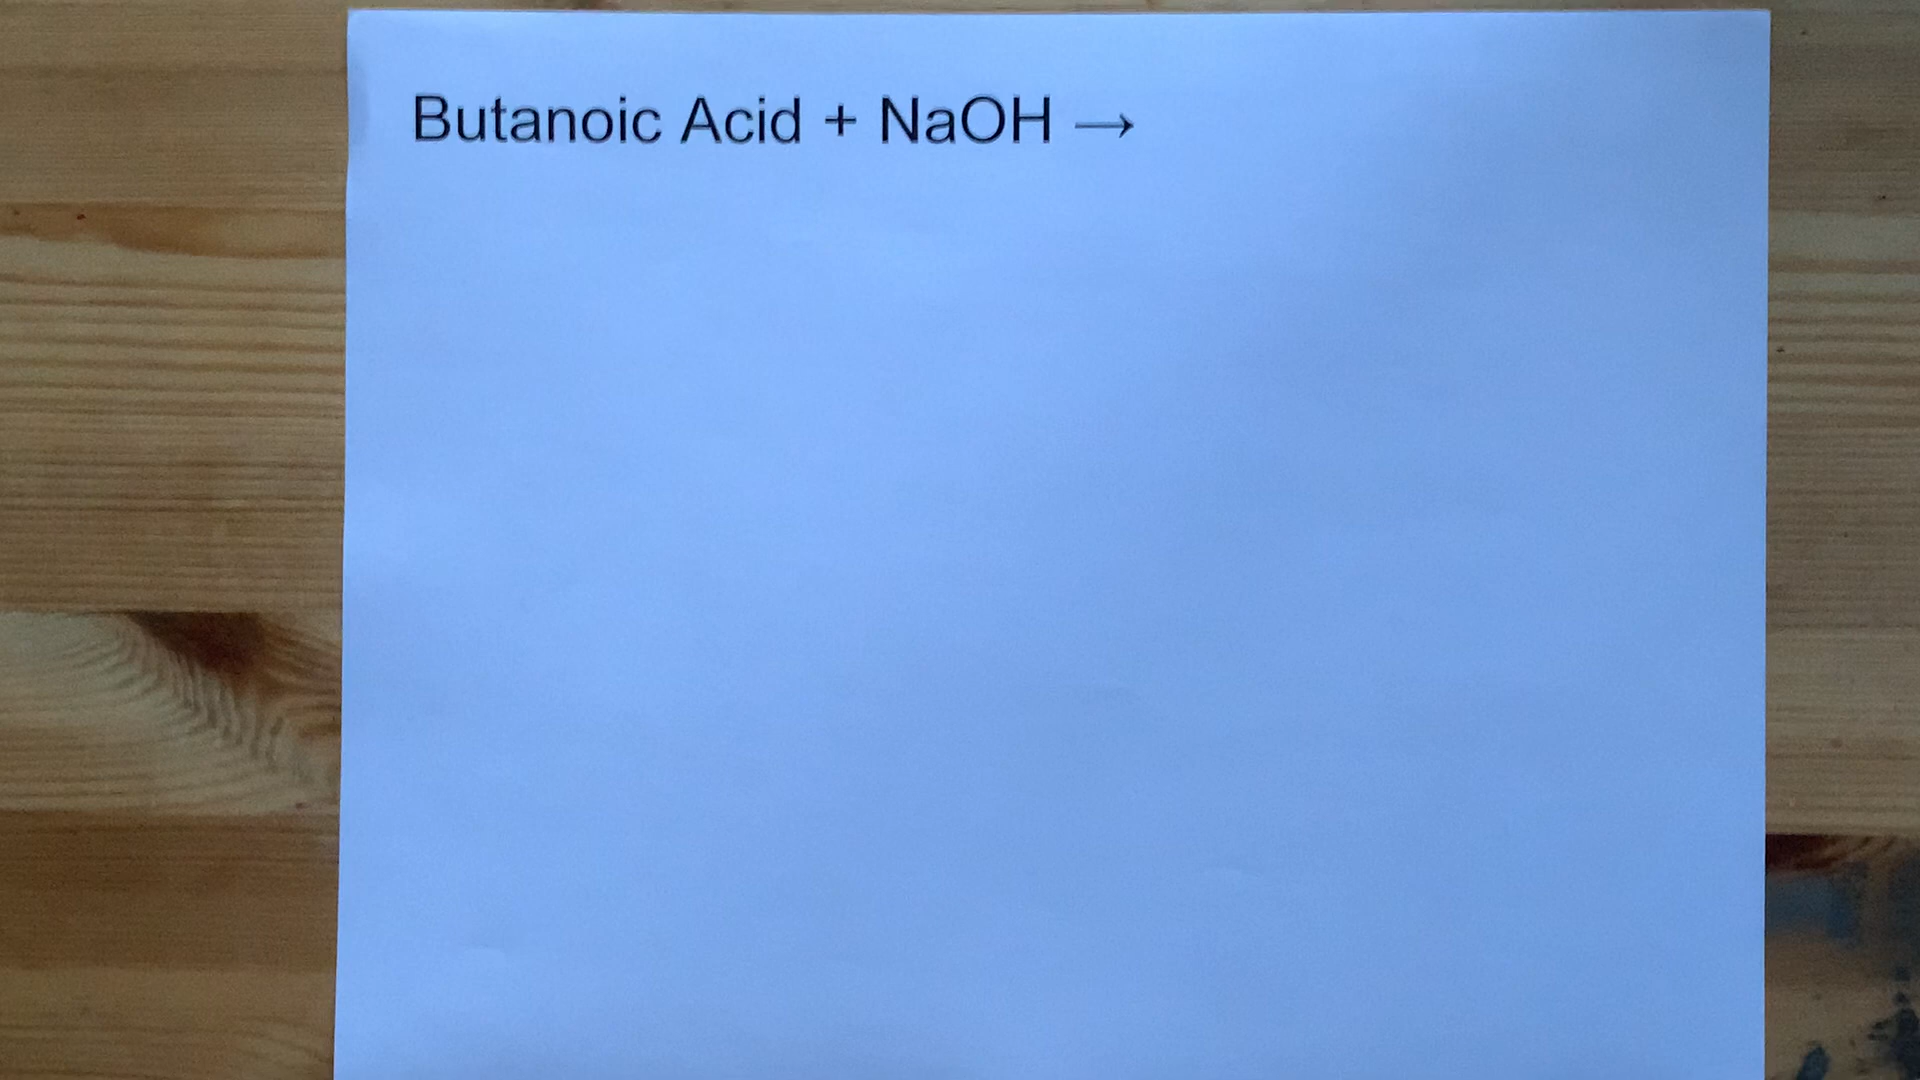 Butanoic Acid + NaOH →